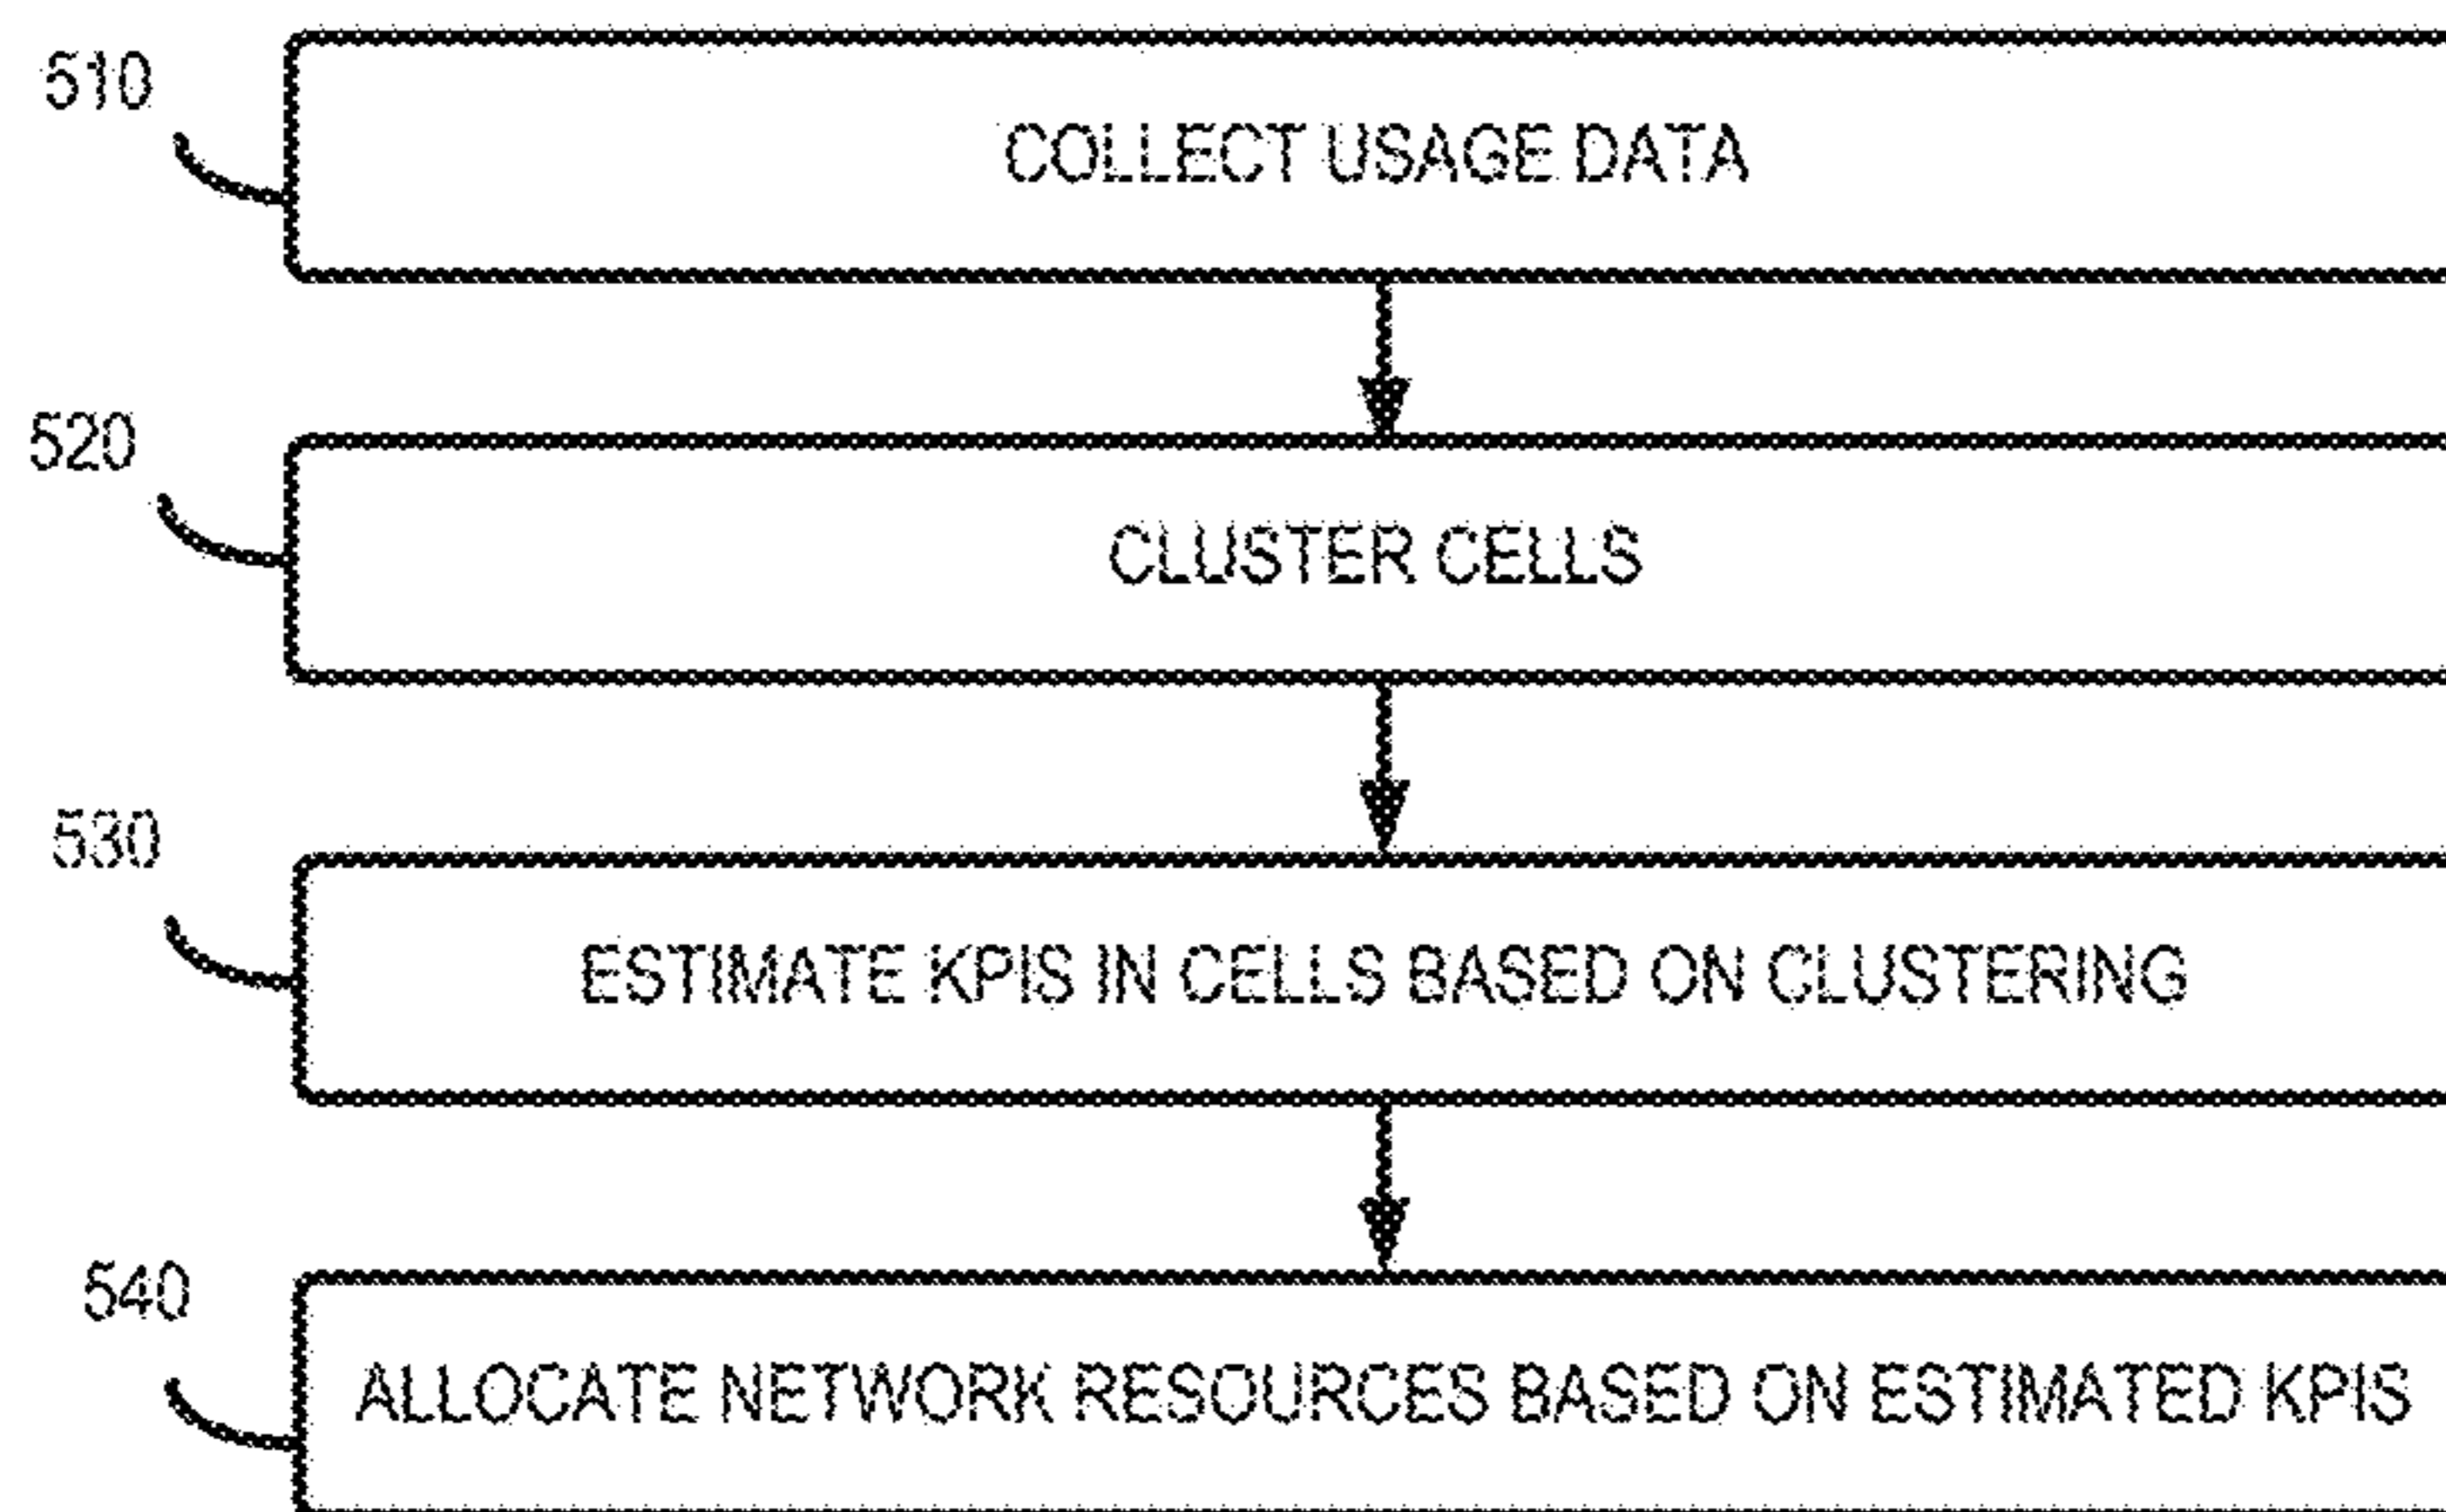 510
COLLECT USAGE DATA
520
CLUSTER CELLS
530
ESTIMATE KPIS IN CELLS BASED ON CLUSTERING
540
ALLOCATE NETWORK RESOURCES BASED ON ESTIMATED KPIS